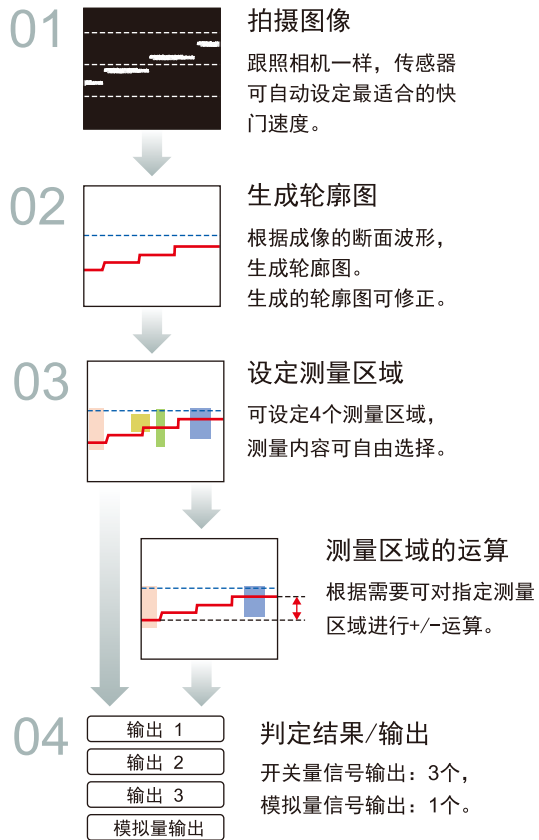 01
拍摄图像
跟照相机一样，传感器
可自动设定最适合的快
门速度。
02
生成轮廓图
根据成像的断面波形，
生成轮廊图。
生成的轮廓图可修正。
03
设定测量区域
可设定4个测量区域，
测量内容可自由选择。
测量区域的运算
根据需要可对指定测量
区域进行+/-运算。
04
输出 1
输出 2
输出 3
模拟量输出
判定结果/输出
开关量信号输出：3个，
模拟量信号输出：1个。